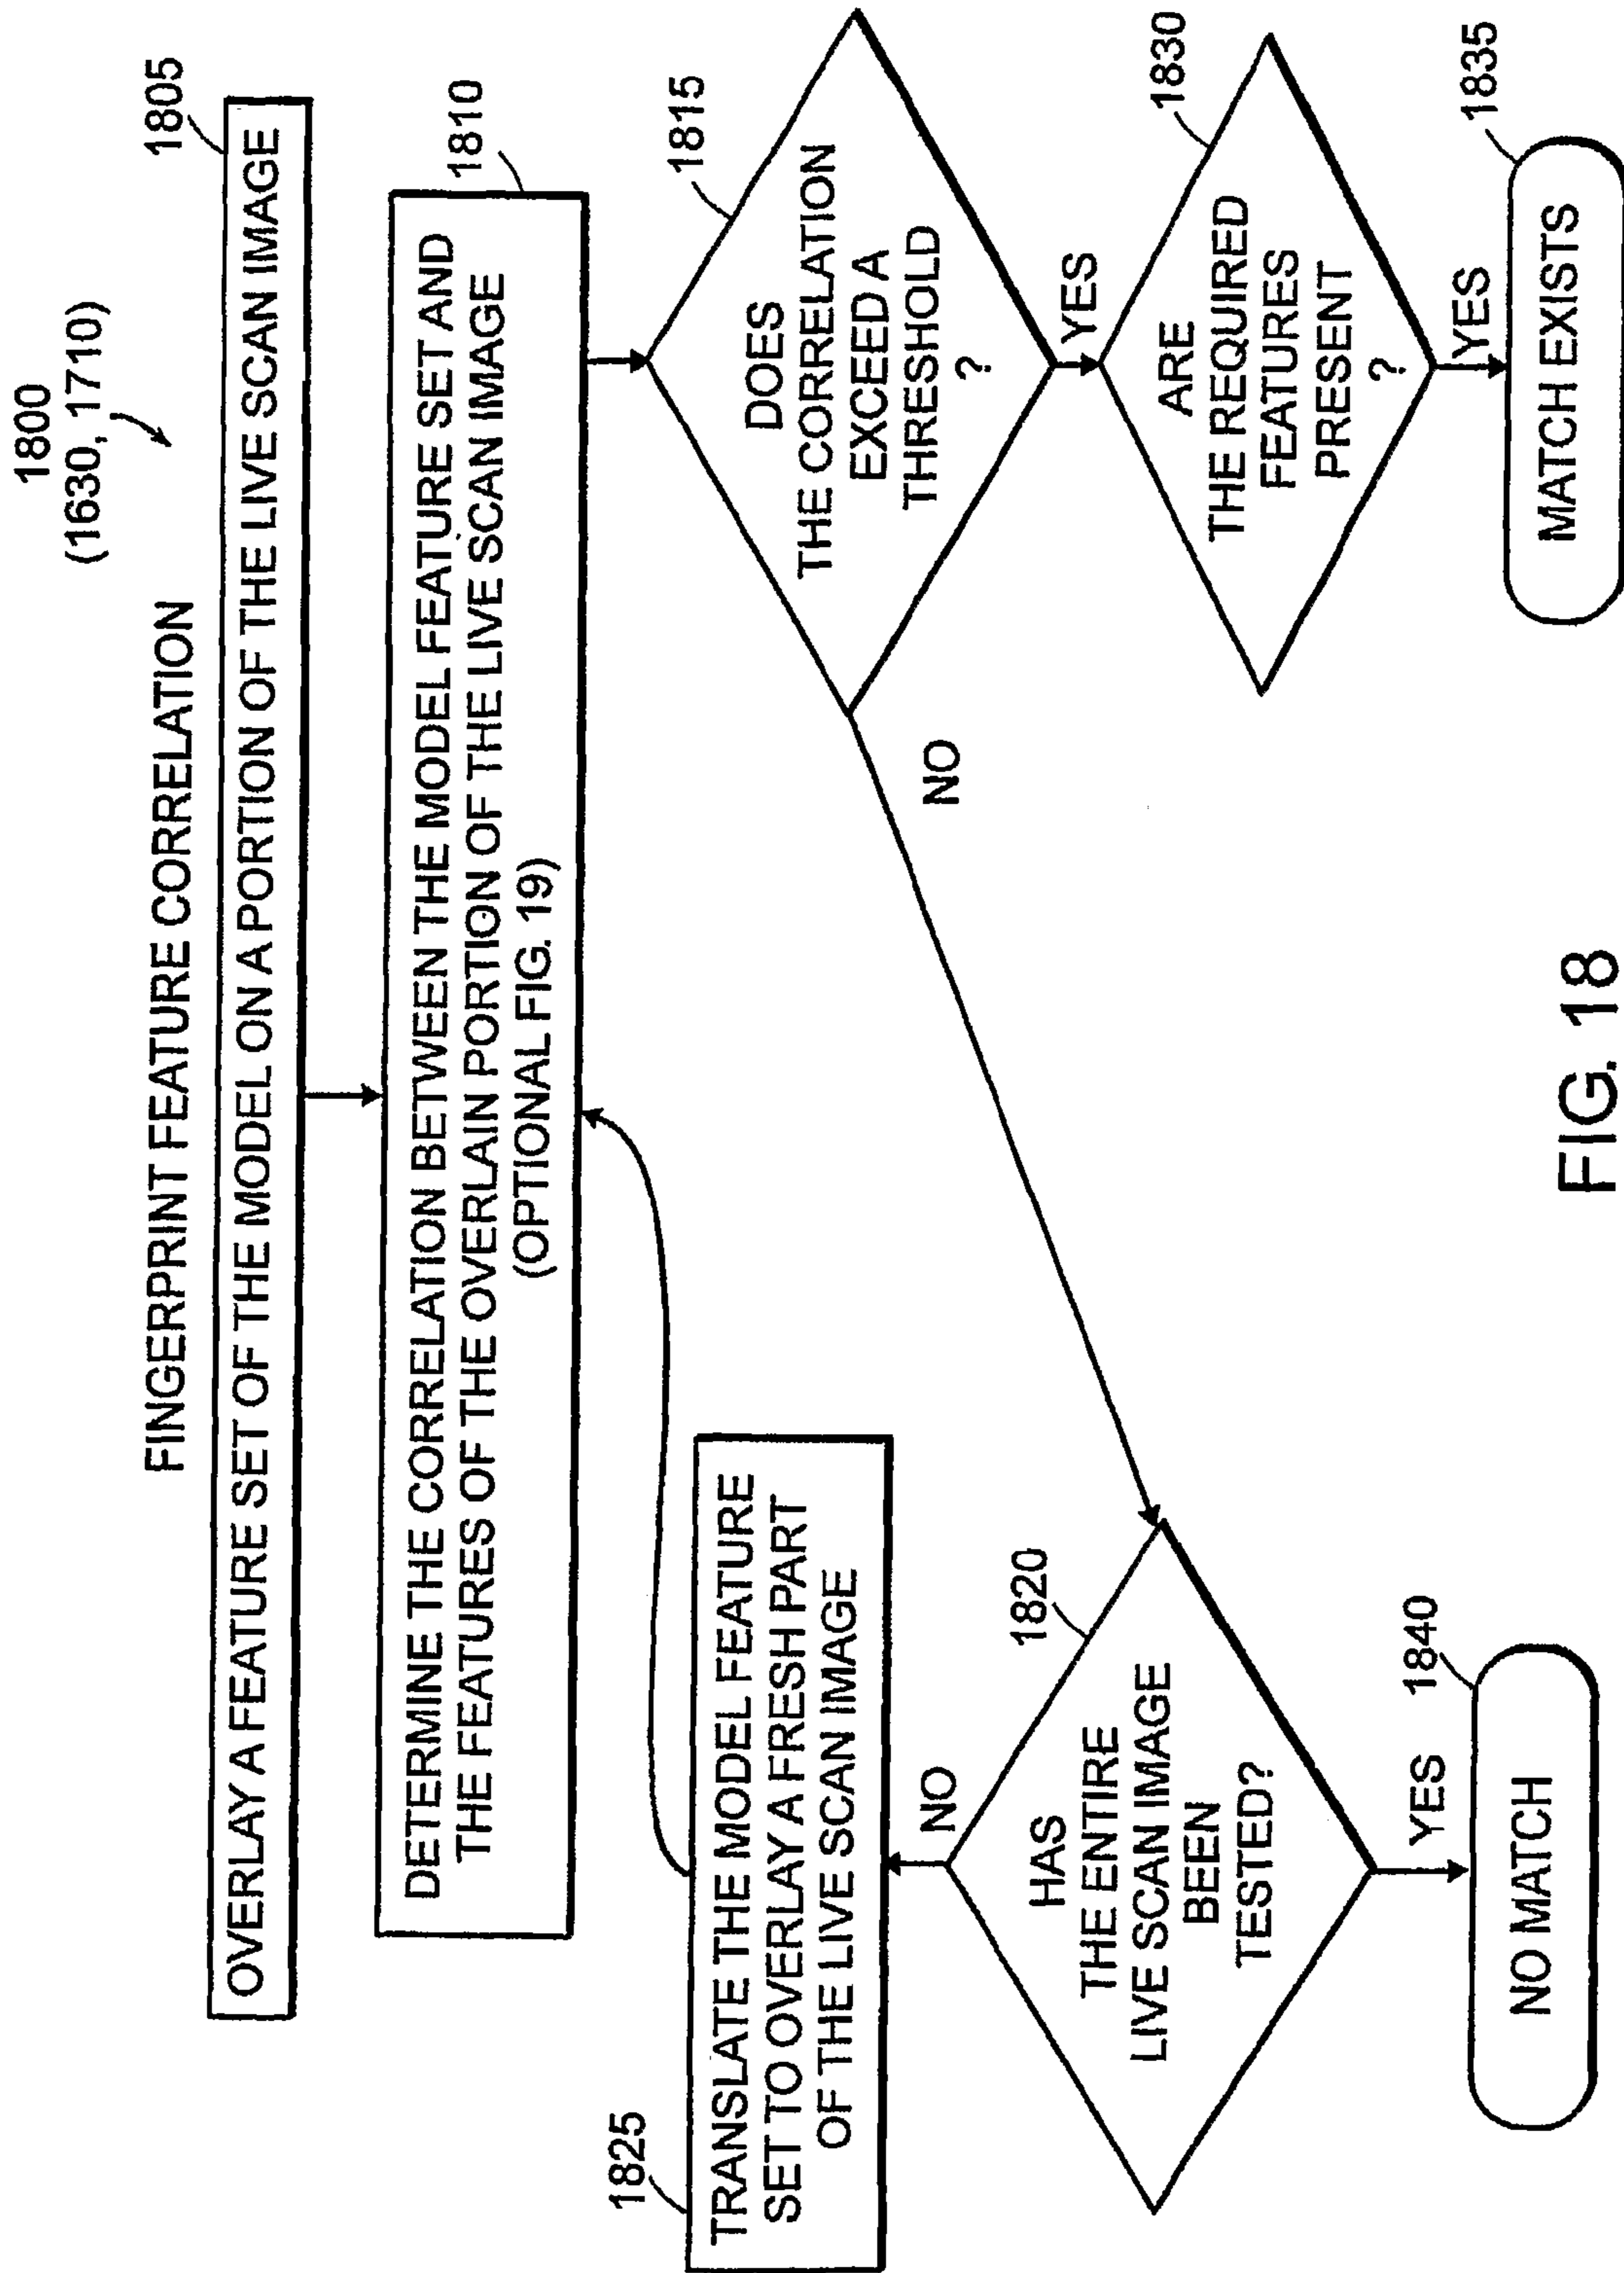 1800
(1630, 1710)
FINGERPRINT FEATURE CORRELATION
1805
OVERLAY A FEATURE SET OF THE MODEL ON A PORTION OF THE LIVE SCAN IMAGE
1810
DETERMINE THE CORRELATION BETWEEN THE MODEL FEATURE SET AND
THE FEATURES OF THE OVERLAIN PORTION OF THE LIVE SCAN IMAGE
(OPTIONAL FIG. 19)
1825
TRANSLATE THE MODEL FEATURE
SET TO OVERLAY A FRESH PART
OF THE LIVE SCAN IMAGE
1815
DOES
THE CORRELATION
EXCEED A
THRESHOLD
?
NO
YES
NO
1820
HAS
THE ENTIRE
LIVE SCAN IMAGE
BEEN
TESTED?
YES
1830
ARE
THE REQUIRED
FEATURES
PRESENT
?
YES
1840
NO MATCH
1835
MATCH EXISTS
FIG. 18